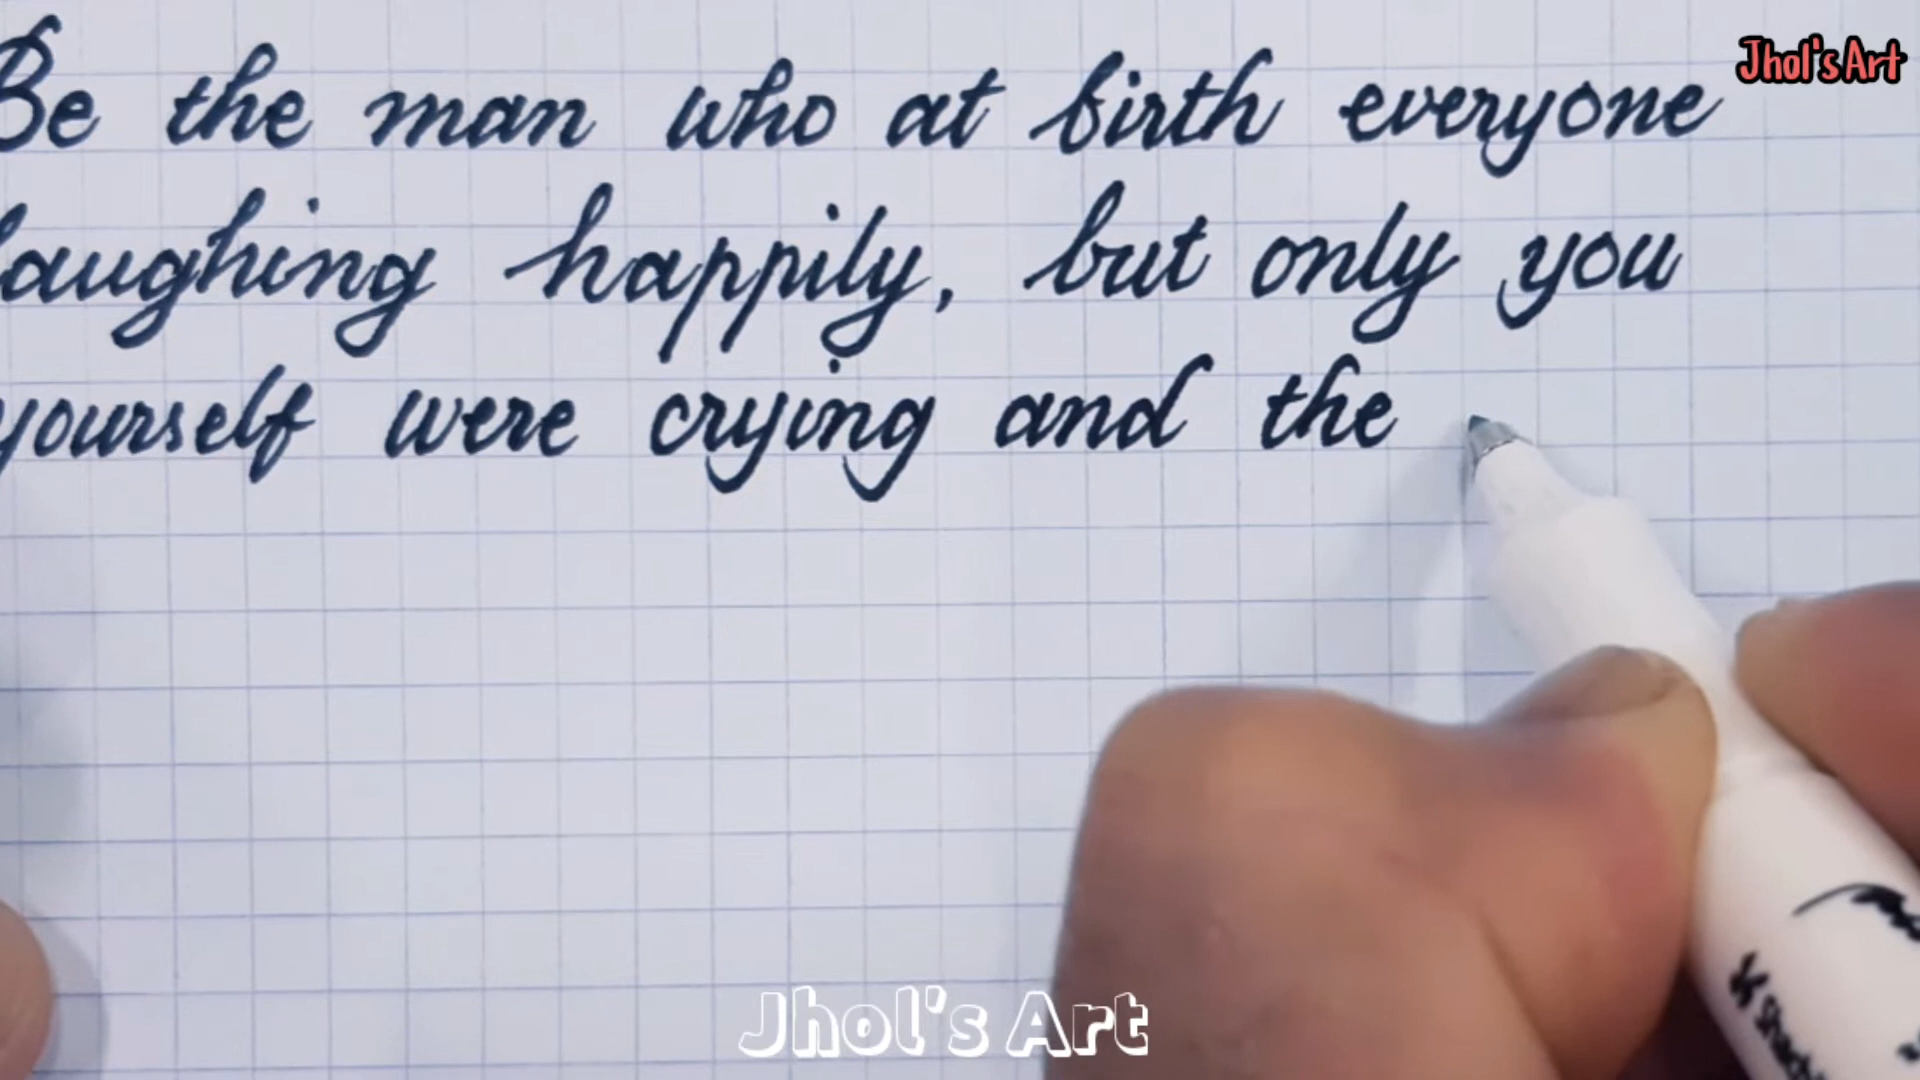 Jhol's Art
Be the man who at birth everyone
laughing happily, but only you
yourself were crying and the
Jhol's Art